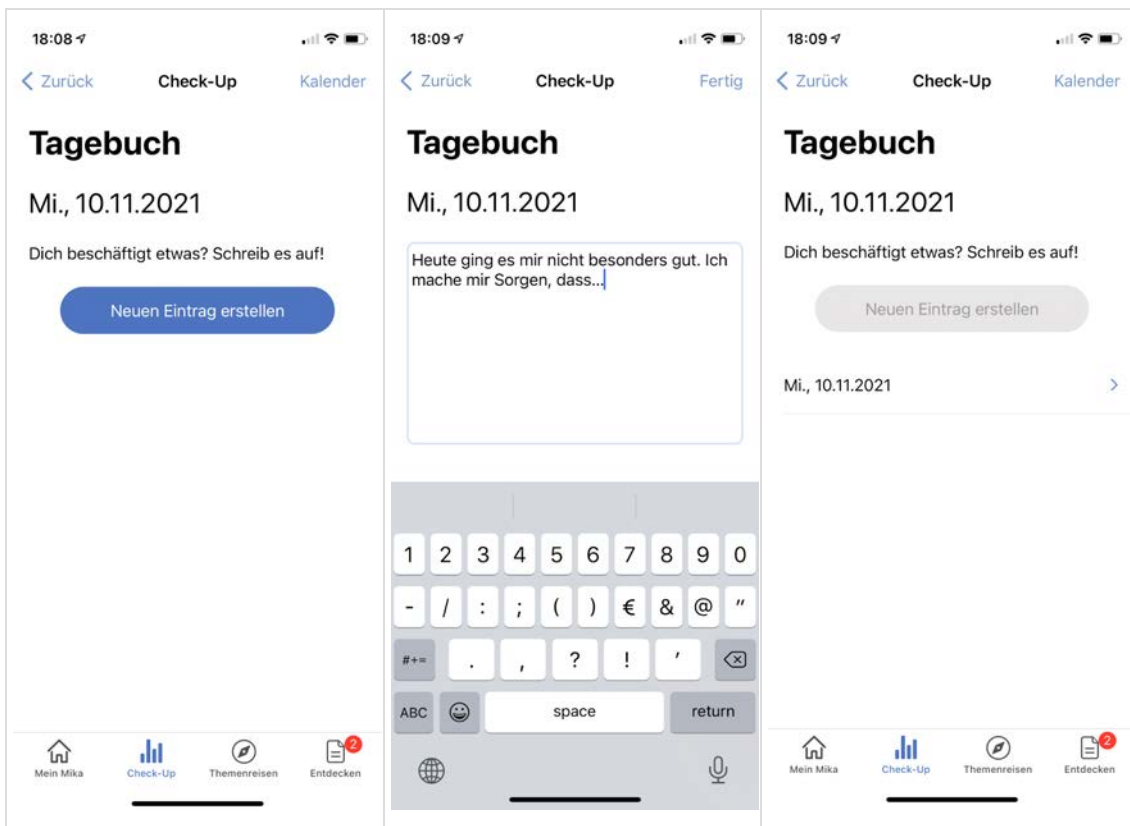 18:08
Zurück
Check-Up
Kalender
Tagebuch
Mi., 10.11.2021
Dich beschäftigt etwas? Schreib es auf!
Neuen Eintrag erstellen
Mein Mika
Check-Up
Themenreisen
Entdecken
2
18:09
Zurück
Check-Up
Fertig
Tagebuch
Mi., 10.11.2021
Heute ging es mir nicht besonders gut. Ich
mache mir Sorgen, dass...
1 2 3 4 5 6 7 8 9 0
- / : ; ( ) € & @ "
#+= . , ? ! '
ABC space return
18:09
Zurück
Check-Up
Kalender
Tagebuch
Mi., 10.11.2021
Dich beschäftigt etwas? Schreib es auf!
Neuen Eintrag erstellen
Mi., 10.11.2021
Mein Mika
Check-Up
Themenreisen
Entdecken
2